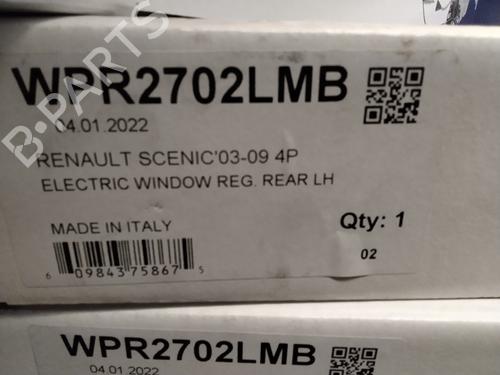 WPR2702LMB
04.01.2022
RENAULT SCENIC'03-09 4P
ELECTRIC WINDOW REG. REAR LH
MADE IN ITALY
Qty: 1
6 09843 75867 5
02
WPR2702LMB
04.01.2022
B-PARTS